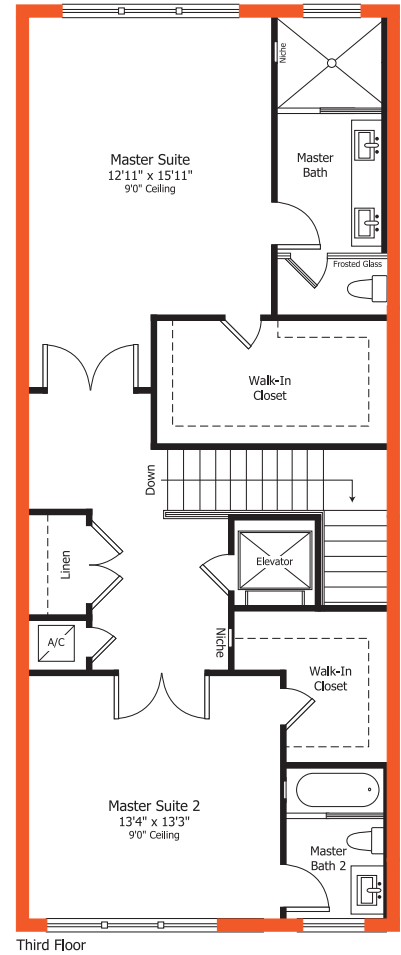 Niche
Master Suite
12'11" x 15'11"
9'0" Ceiling
Master
Bath
Frosted Glass
Walk-In
Closet
Down
Linen
Elevator
A/C
Niche
Walk-In
Closet
Master Suite 2
13'4" x 13'3"
9'0" Ceiling
Master
Bath 2
Third Floor